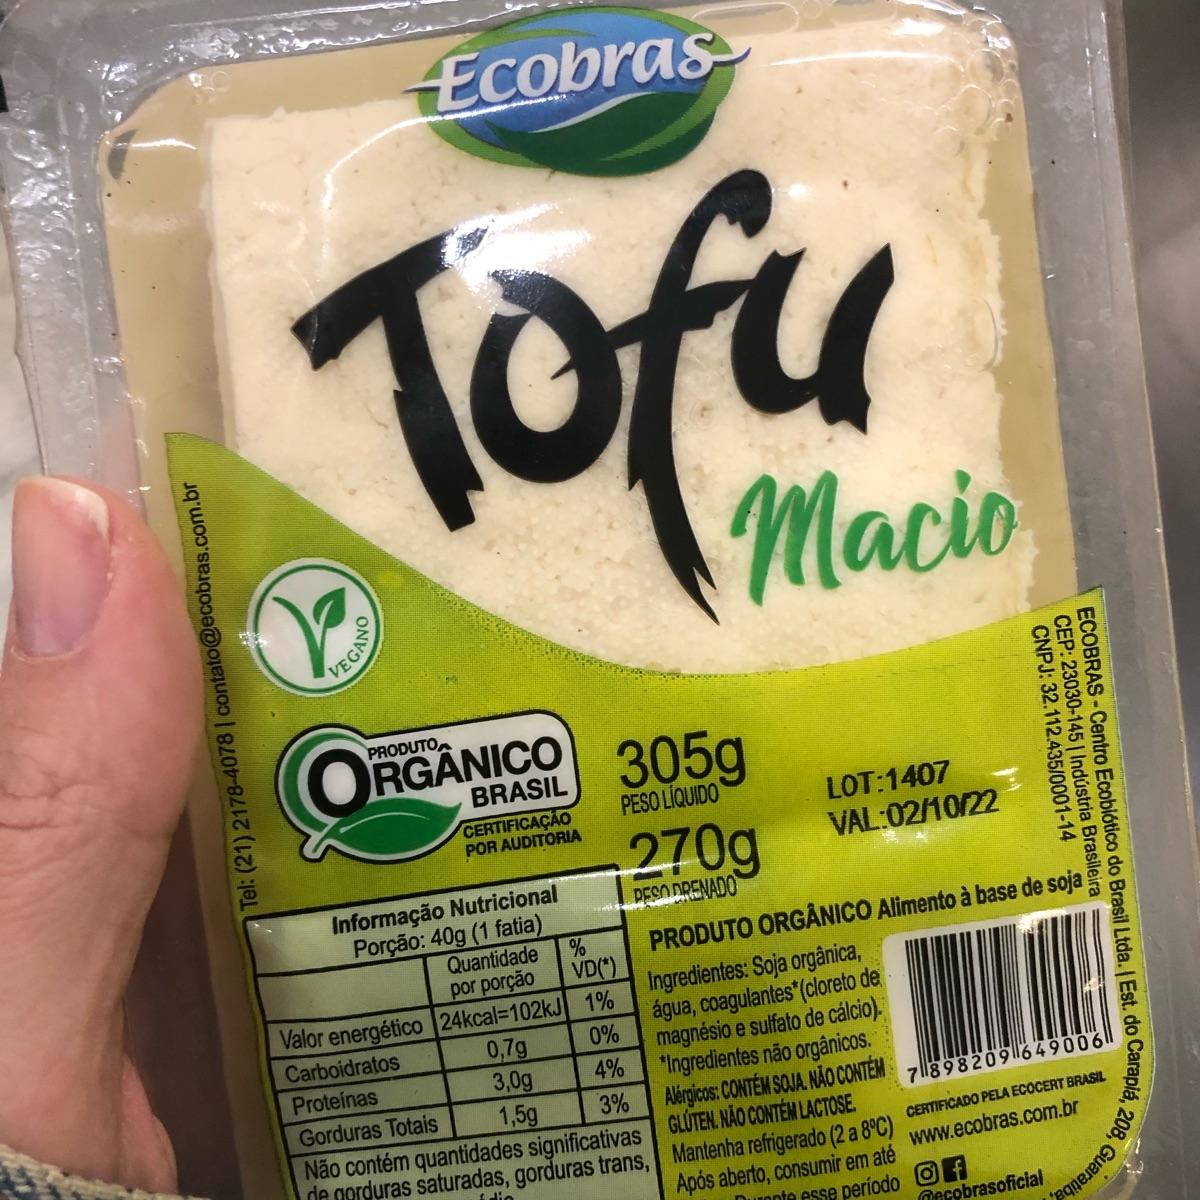 Ecobras
Tofu
Macio
VEGANO
PRODUTO
ORGÂNICO
BRASIL
CERTIFICAÇÃO
POR AUDITORIA
Tel: (21) 2178-4078 | contato@ecobras.com.br
305g
PESO LÍQUIDO
270g
PESO DRENADO
LOT:1407
VAL:02/10/22
ECOBRAS - Centro Ecobiótico do Brasil Ltda. | Est. do Carapiá, 208, Guaratiba,
CEP: 23030-145 | Indústria Brasileira
CNPJ: 32.112.435/0001-14
Informação Nutricional
Porção: 40g (1 fatia)
Quantidade por porção % VD(*)
Valor energético 24kcal=102kJ 1%
Carboidratos 0,7g 0%
Proteínas 3,0g 4%
Gorduras Totais 1,5g 3%
Não contém quantidades significativas
de gorduras saturadas, gorduras trans,
PRODUTO ORGÂNICO Alimento à base de soja
Ingredientes: Soja orgânica,
água, coagulantes*(cloreto de
magnésio e sulfato de cálcio).
*Ingredientes não orgânicos.
Alérgicos: CONTÉM SOJA. NÃO CONTÉM
GLÚTEN. NÃO CONTÉM LACTOSE.
Mantenha refrigerado (2 a 8ºC)
Após aberto, consumir em até
Durante esse período
7 898209 649006
CERTIFICADO PELA ECOCERT BRASIL
www.ecobras.com.br
@ecobrasoficial